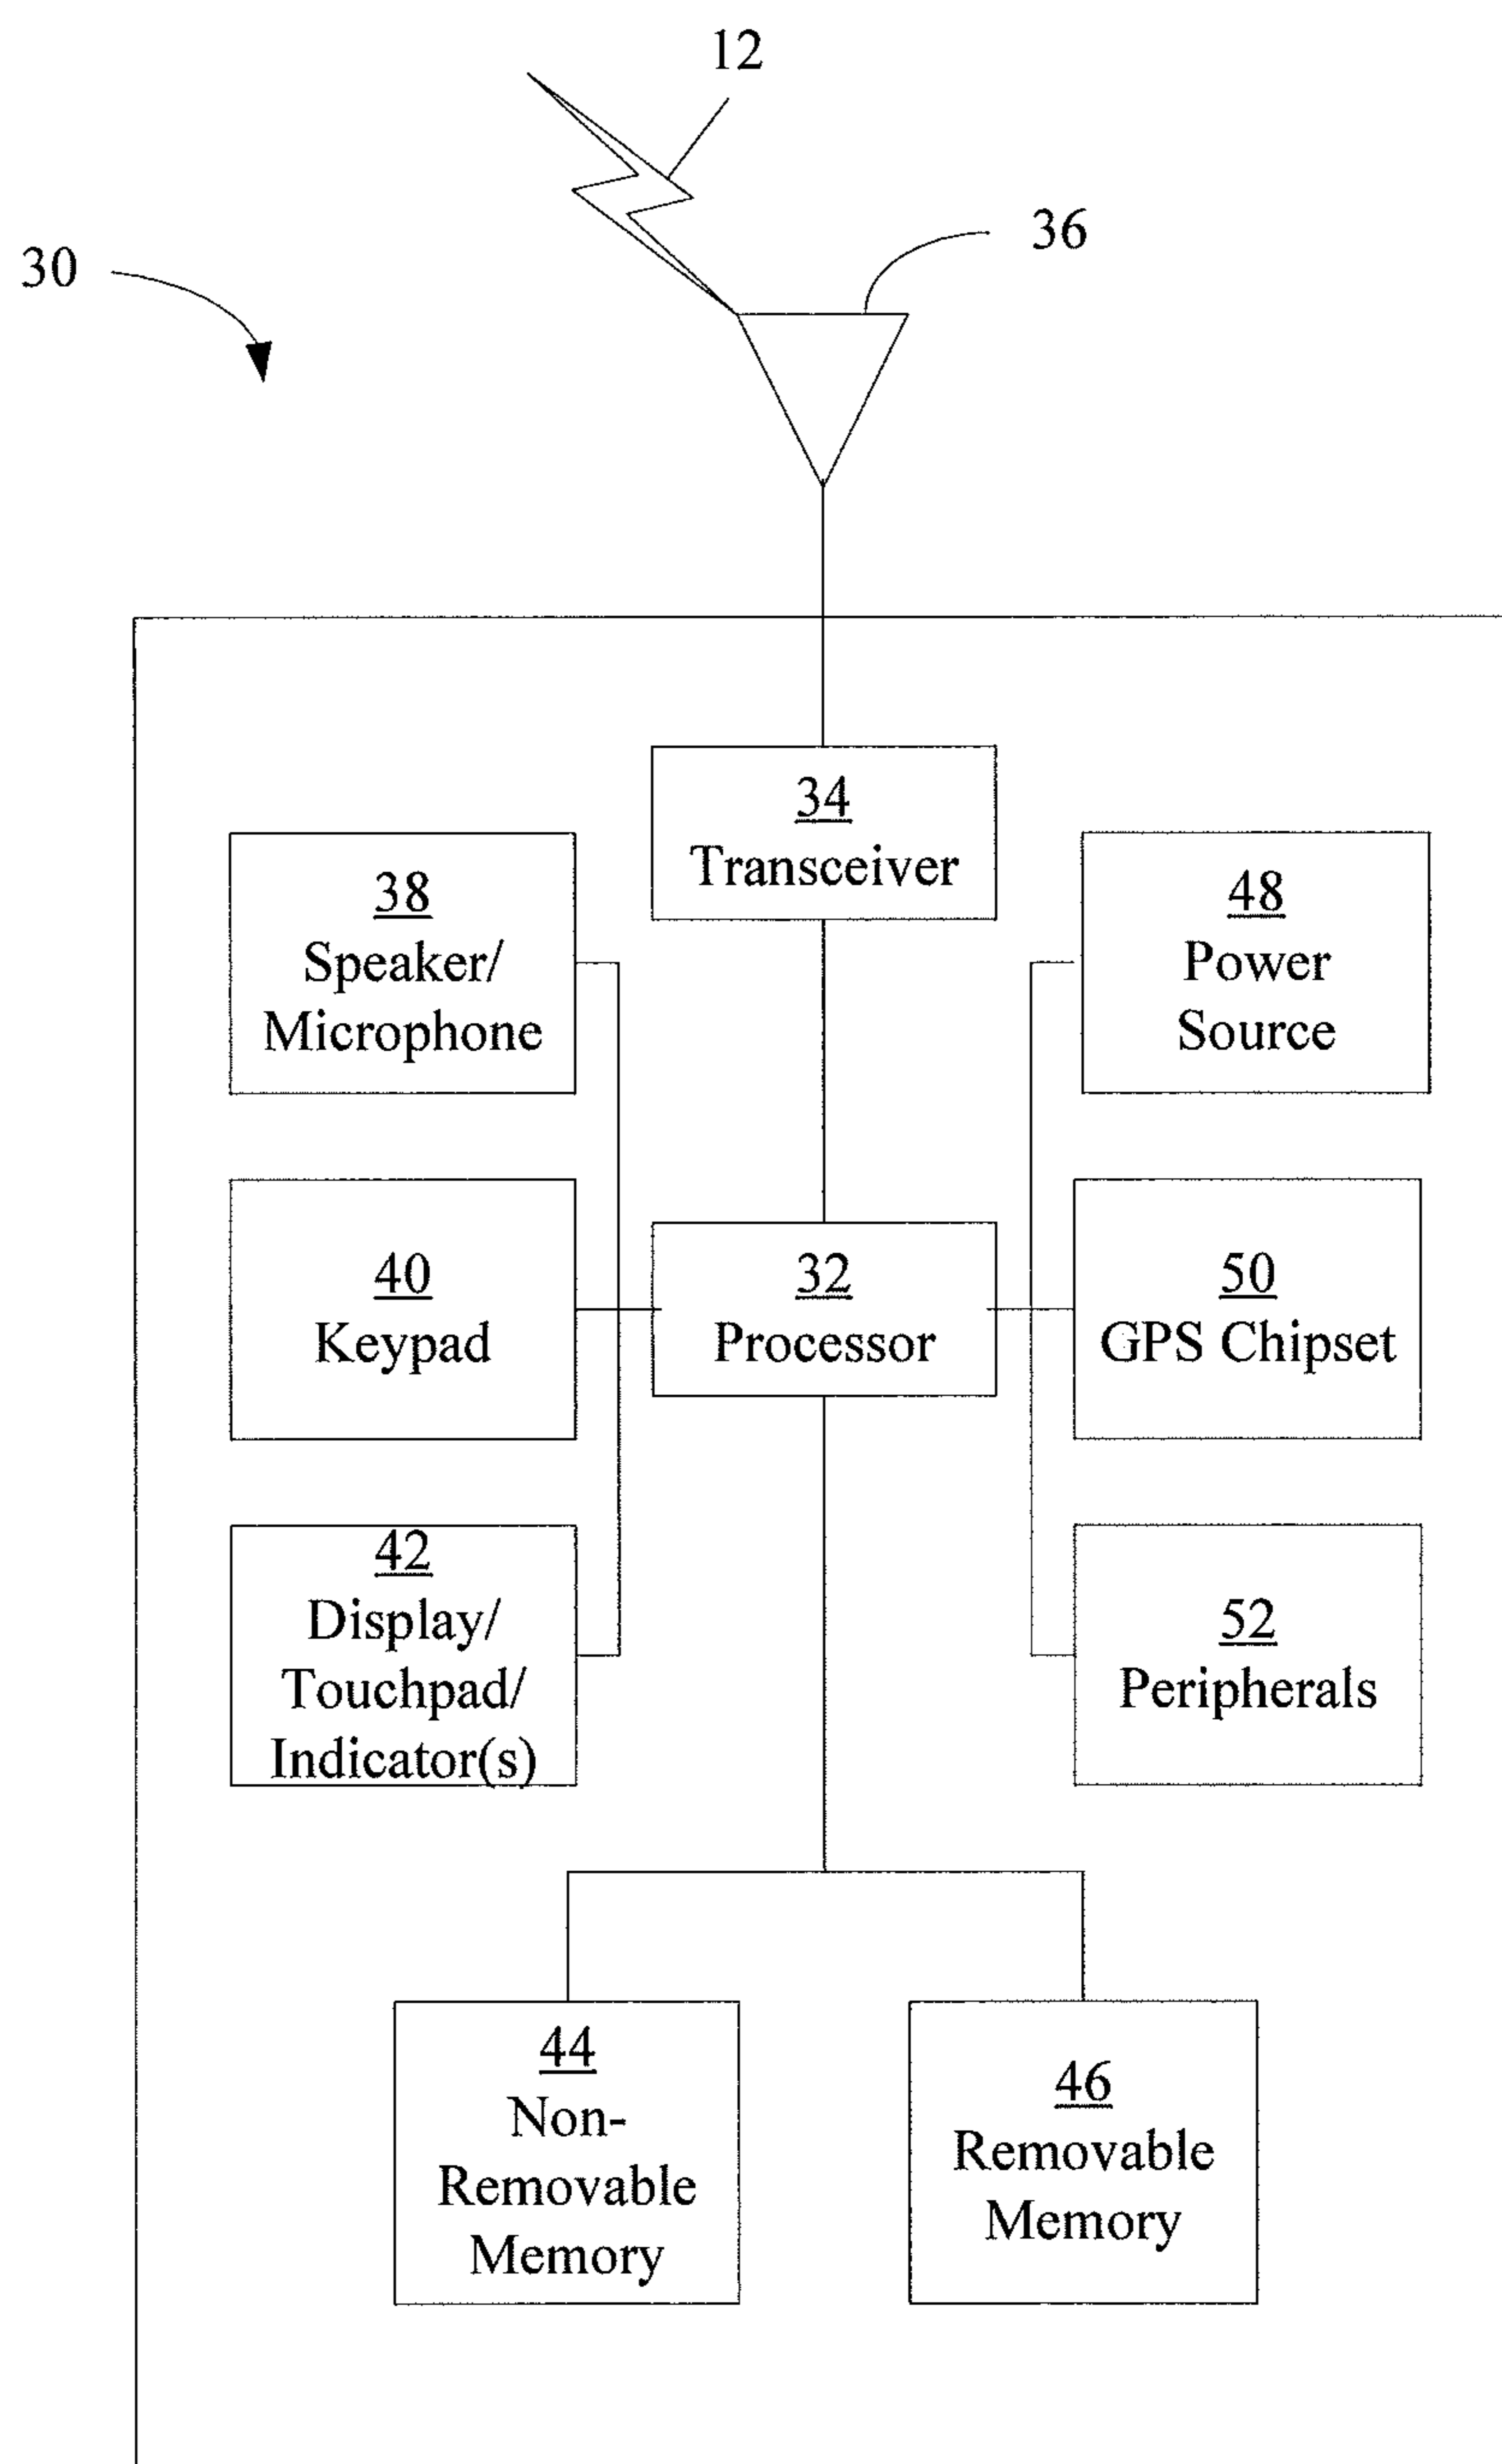 12
36
30
34
Transceiver
38
Speaker/
Microphone
48
Power
Source
40
Keypad
32
Processor
50
GPS Chipset
42
Display/
Touchpad/
Indicator(s)
52
Peripherals
44
Non-
Removable
Memory
46
Removable
Memory